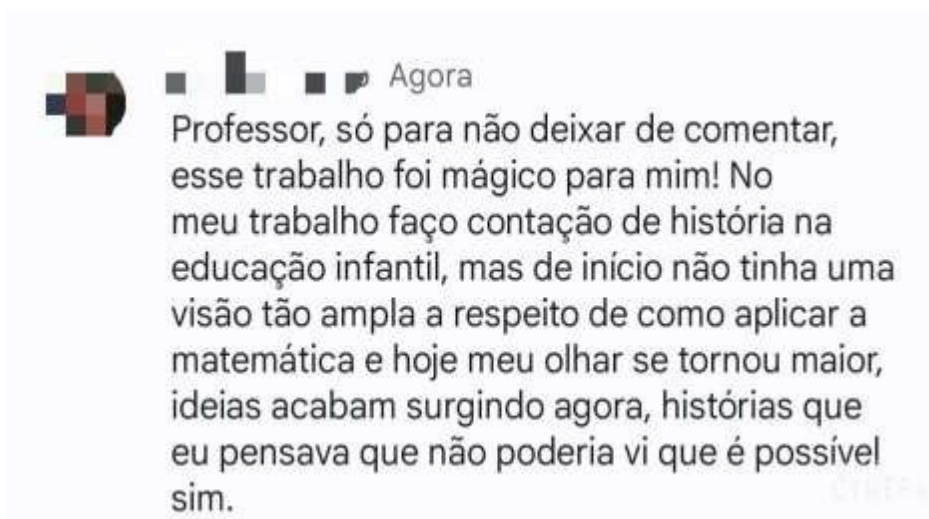 Agora
Professor, só para não deixar de comentar,
esse trabalho foi mágico para mim! No
meu trabalho faço contação de história na
educação infantil, mas de início não tinha uma
visão tão ampla a respeito de como aplicar a
matemática e hoje meu olhar se tornou maior,
ideias acabam surgindo agora, histórias que
eu pensava que não poderia vi que é possível
sim.